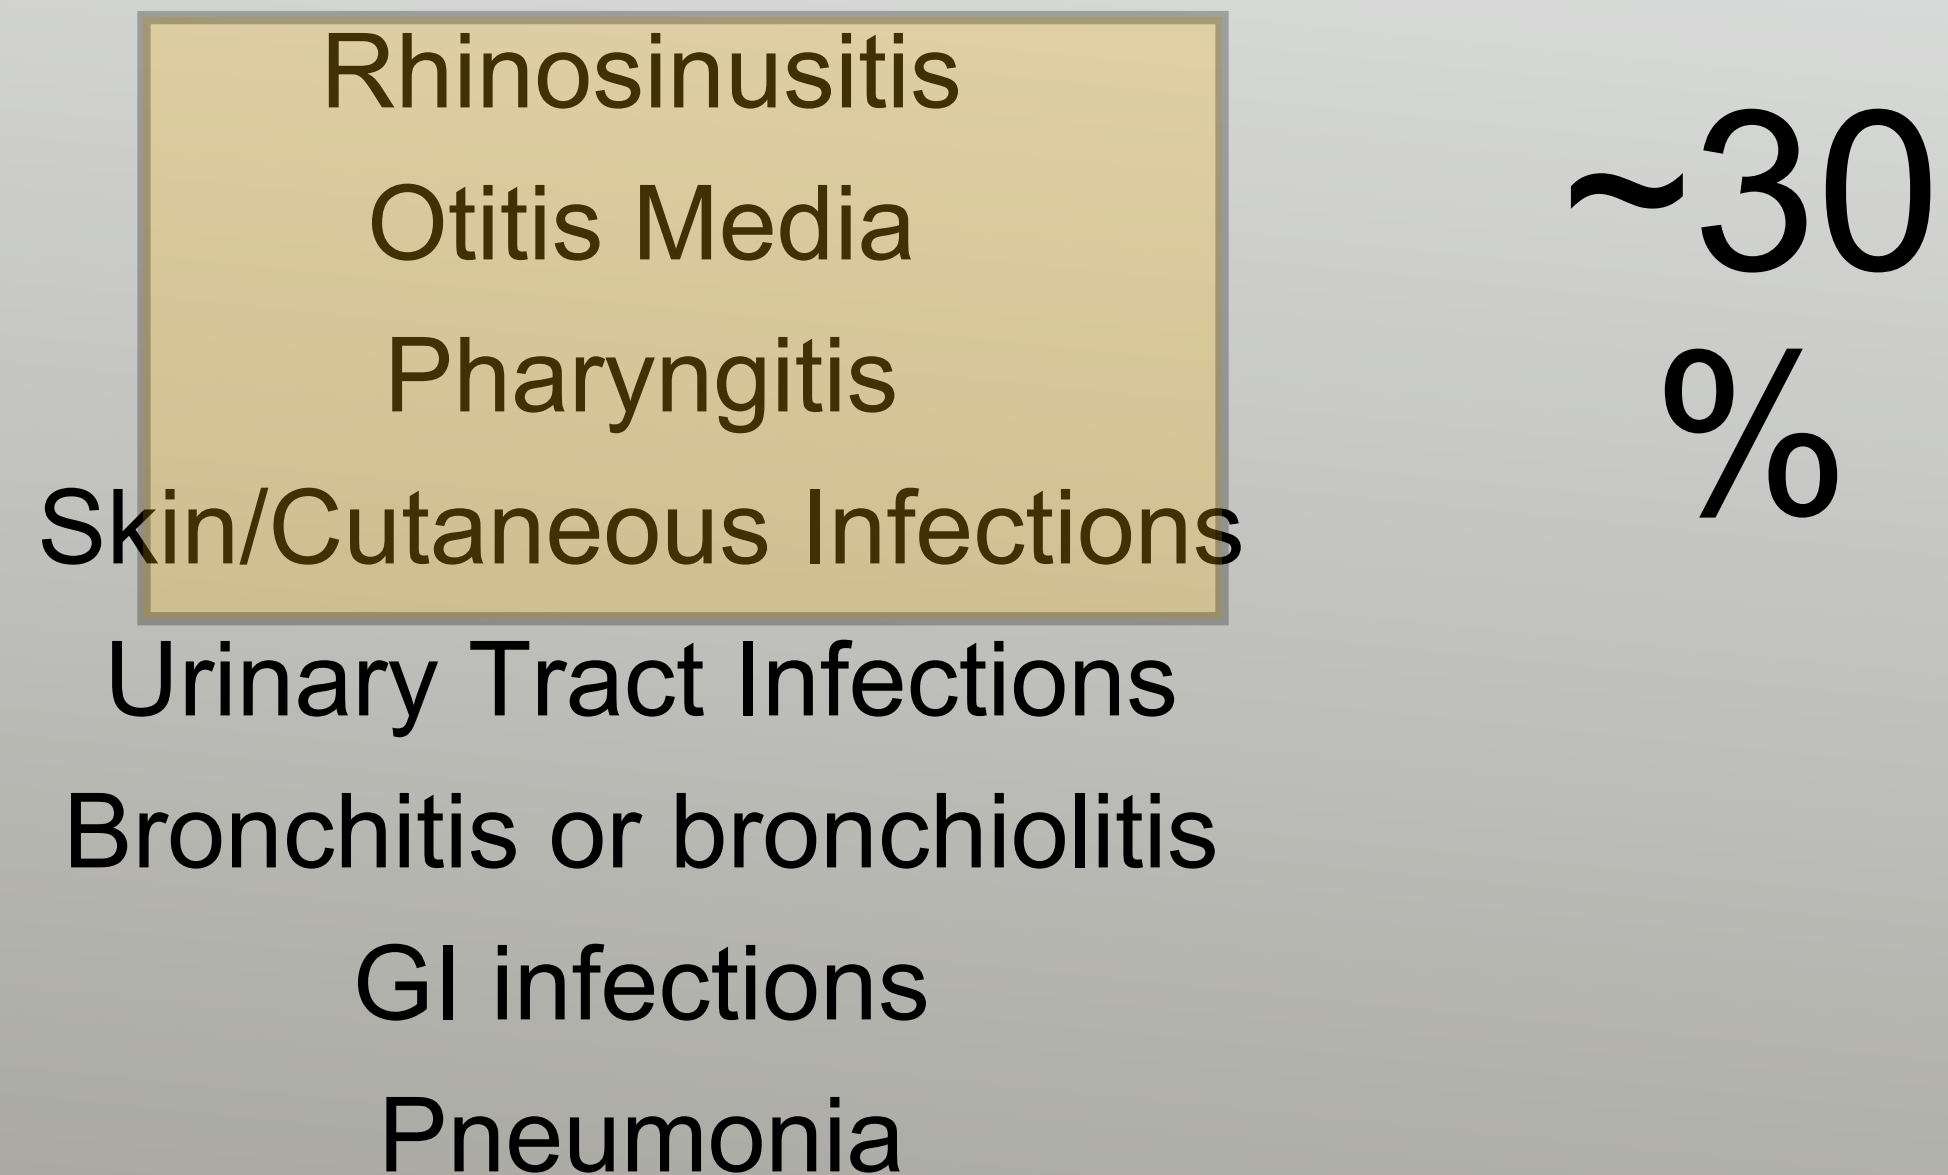 Rhinosinusitis
Otitis Media
Pharyngitis
Skin/Cutaneous Infections
Urinary Tract Infections
Bronchitis or bronchiolitis
GI infections
Pneumonia
~30
%